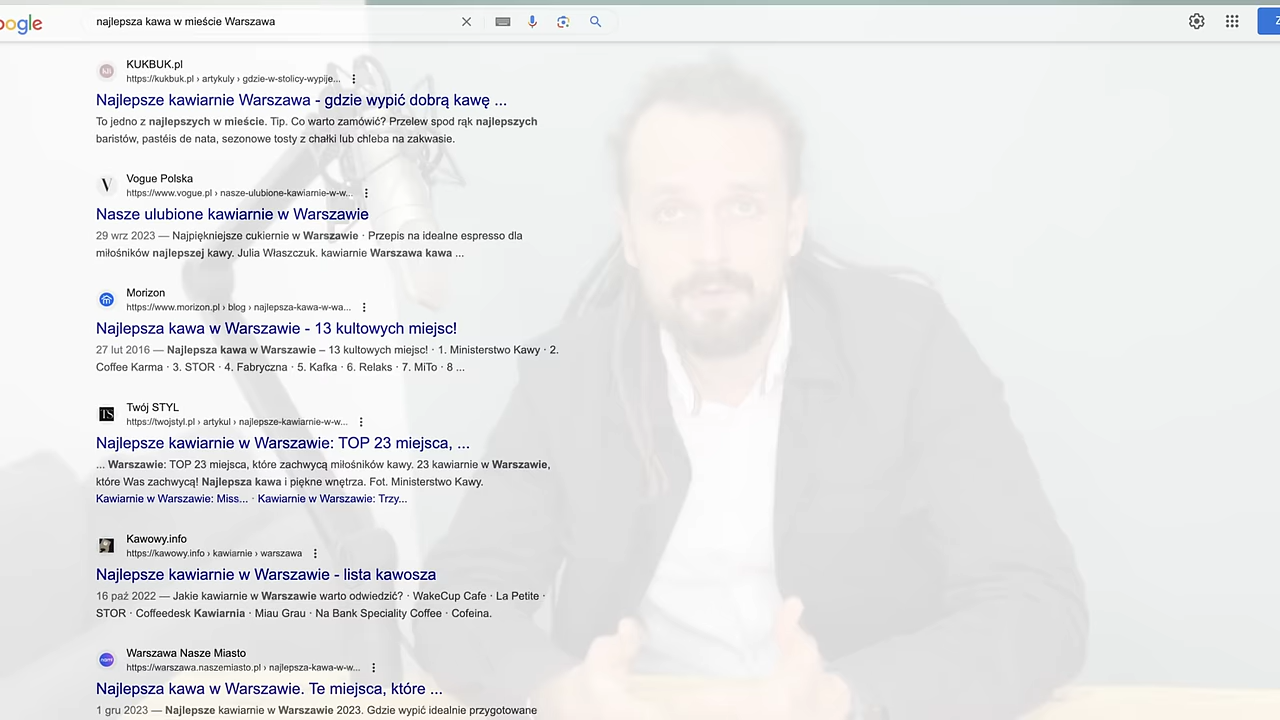 oogle
najlepsza kawa w mieście Warszawa
Z
KUKBUK.pl
https://kukbuk.pl › artykuly › gdzie-w-stolicy-wypije...
Najlepsze kawiarnie Warszawa - gdzie wypić dobrą kawę ...
To jedno z najlepszych w mieście. Tip. Co warto zamówić? Przelew spod rąk najlepszych
baristów, pastéis de nata, sezonowe tosty z chałki lub chleba na zakwasie.
V
Vogue Polska
https://www.vogue.pl › nasze-ulubione-kawiarnie-w-w...
Nasze ulubione kawiarnie w Warszawie
29 wrz 2023 — Najpiękniejsze cukiernie w Warszawie · Przepis na idealne espresso dla
miłośników najlepszej kawy. Julia Właszczuk. kawiarnie Warszawa kawa ...
Morizon
https://www.morizon.pl › blog › najlepsza-kawa-w-wa...
Najlepsza kawa w Warszawie - 13 kultowych miejsc!
27 lut 2016 — Najlepsza kawa w Warszawie – 13 kultowych miejsc! · 1. Ministerstwo Kawy · 2.
Coffee Karma · 3. STOR · 4. Fabryczna · 5. Kafka · 6. Relaks · 7. MiTo · 8 ...
TS
Twój STYL
https://twojstyl.pl › artykul › najlepsze-kawiarnie-w-w...
Najlepsze kawiarnie w Warszawie: TOP 23 miejsca, ...
... Warszawie: TOP 23 miejsca, które zachwycą miłośników kawy. 23 kawiarnie w Warszawie,
które Was zachwycą! Najlepsza kawa i piękne wnętrza. Fot. Ministerstwo Kawy.
Kawiarnie w Warszawie: Miss... · Kawiarnie w Warszawie: Trzy...
Kawowy.info
https://kawowy.info › kawiarnie › warszawa
Najlepsze kawiarnie w Warszawie - lista kawosza
16 paź 2022 — Jakie kawiarnie w Warszawie warto odwiedzić? · WakeCup Cafe · La Petite ·
STOR · Coffeedesk Kawiarnia · Miau Grau · Na Bank Speciality Coffee · Cofeina.
Warszawa Nasze Miasto
https://warszawa.naszemiasto.pl › najlepsza-kawa-w-w...
Najlepsza kawa w Warszawie. Te miejsca, które ...
1 gru 2023 — Najlepsze kawiarnie w Warszawie 2023. Gdzie wypić idealnie przygotowane